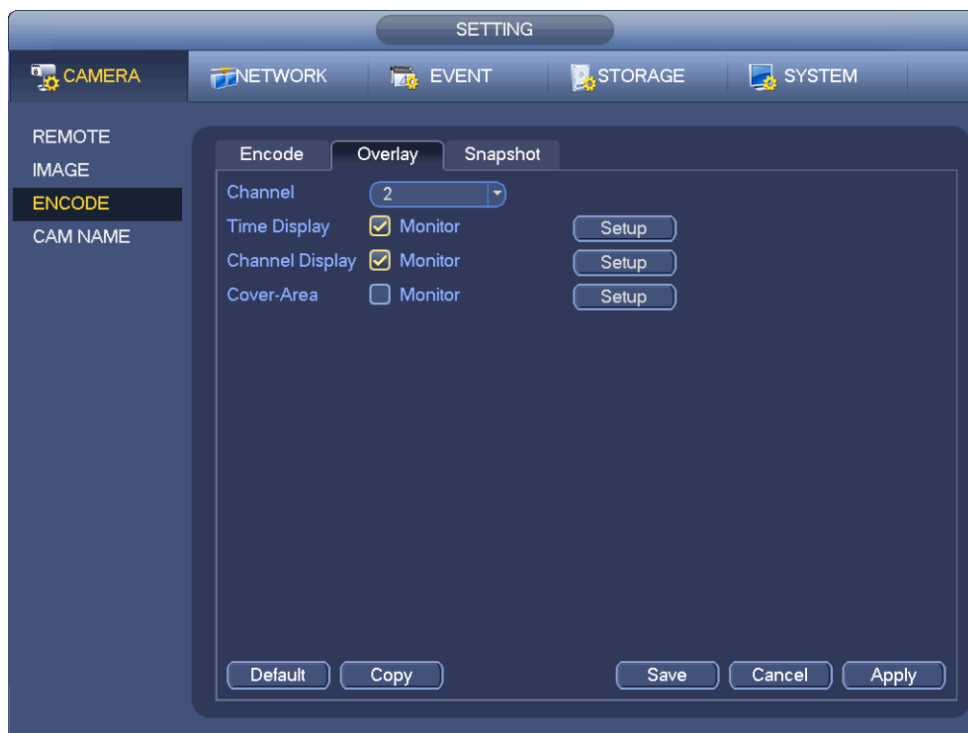 SETTING
CAMERA NETWORK EVENT STORAGE SYSTEM
REMOTE
IMAGE
ENCODE
CAM NAME
Encode Overlay Snapshot
Channel 2
Time Display Monitor Setup
Channel Display Monitor Setup
Cover-Area Monitor Setup
Default Copy Save Cancel Apply